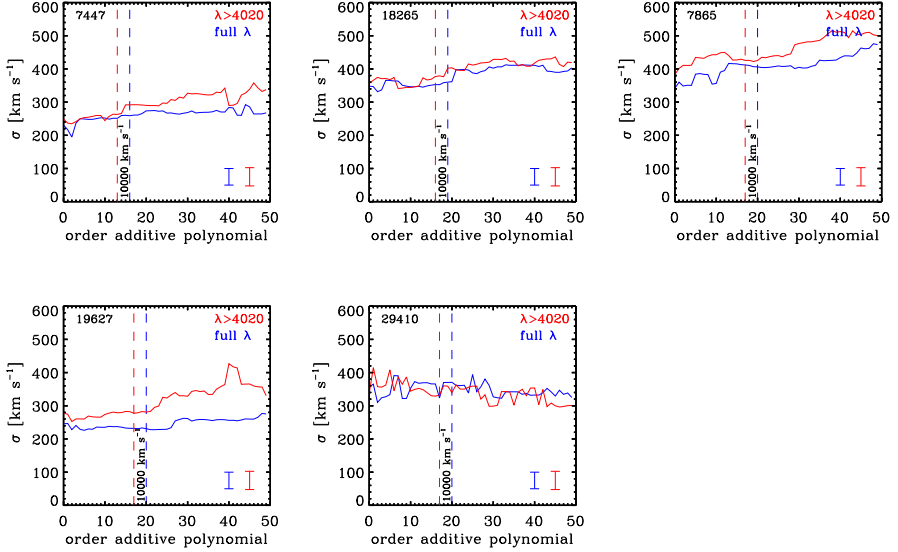 7447
λ>4020
full λ
σ [km s⁻¹]
600
500
400
300
200
100
0
10000 km s⁻¹
0 10 20 30 40 50
order additive polynomial
18265
λ>4020
full λ
σ [km s⁻¹]
600
500
400
300
200
100
0
10000 km s⁻¹
0 10 20 30 40 50
order additive polynomial
7865
λ>4020
full λ
σ [km s⁻¹]
600
500
400
300
200
100
0
10000 km s⁻¹
0 10 20 30 40 50
order additive polynomial
19627
λ>4020
full λ
σ [km s⁻¹]
600
500
400
300
200
100
0
10000 km s⁻¹
0 10 20 30 40 50
order additive polynomial
29410
λ>4020
full λ
σ [km s⁻¹]
600
500
400
300
200
100
0
10000 km s⁻¹
0 10 20 30 40 50
order additive polynomial